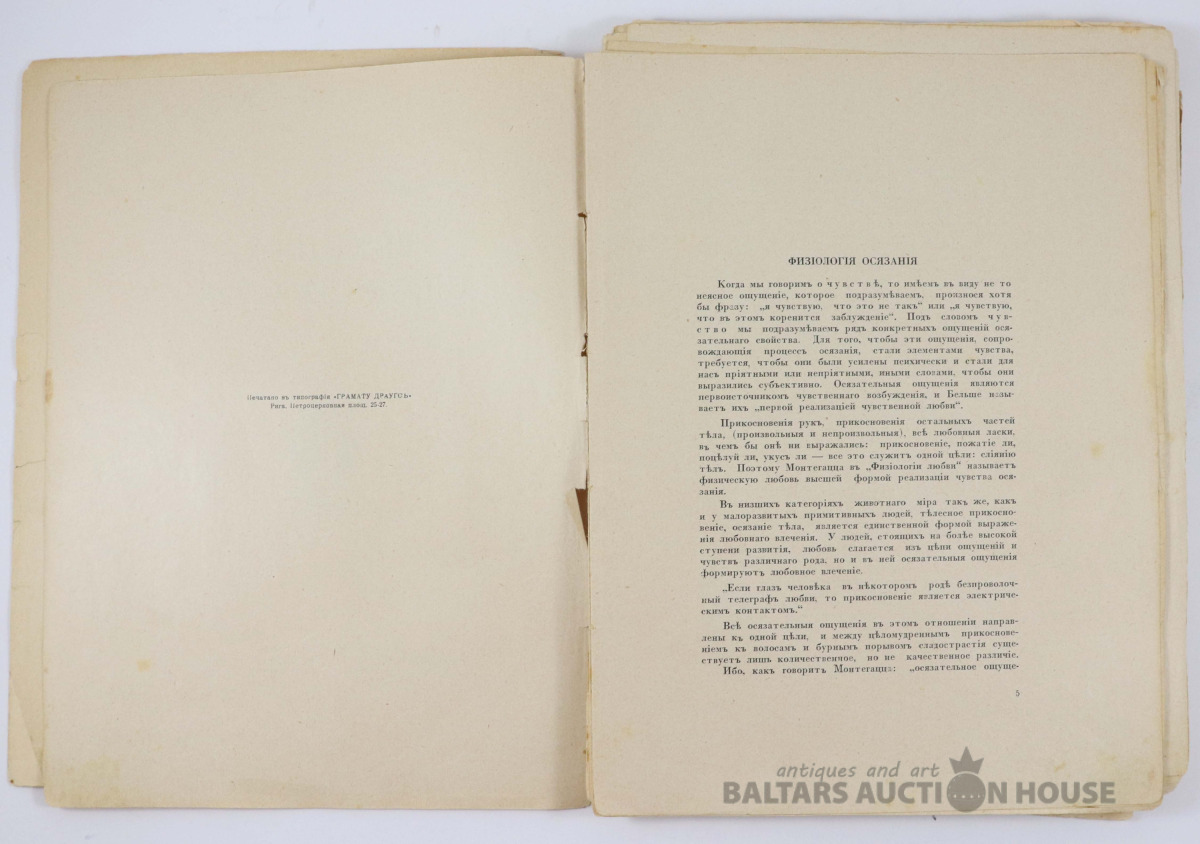 Печатано въ типографіи «ГРАМАТУ ДРАУГСЬ»
Рига, Петроцерковная площ. 25-27.
ФИЗІОЛОГІЯ ОСЯЗАНІЯ
Когда мы говоримъ о чувствѣ, то имѣемъ въ виду не то
неясное ощущеніе, которое подразумѣваемъ, произнося хотя
бы фразу: „я чувствую, что это не такъ“ или „я чувствую,
что въ этомъ коренится заблужденіе“. Подъ словомъ чув-
ство мы подразумѣваемъ рядъ конкретныхъ ощущеній ося-
зательнаго свойства. Для того, чтобы эти ощущенія, сопро-
вождающія процессъ осязанія, стали элементами чувства,
требуется, чтобы они были усилены психически и стали для
насъ пріятными или непріятными, иными словами, чтобы они
выразились субъективно. Осязательныя ощущенія являются
первоисточникомъ чувственнаго возбужденія, и Бельше назы-
ваетъ ихъ „первой реализаціей чувственной любви“.
Прикосновенія рукъ, прикосновенія остальныхъ частей
тѣла, (произвольныя и непроизвольныя), всѣ любовныя ласки,
въ чемъ бы онѣ ни выражались: прикосновеніе, пожатіе ли,
поцѣлуй ли, укусъ ли — все это служитъ одной цѣли: сліянію
тѣлъ. Поэтому Монтегацца въ „Физіологіи любви“ называетъ
физическую любовь высшей формой реализаціи чувства ося-
занія.
Въ низшихъ категоріяхъ животнаго міра такъ же, какъ
и у малоразвитыхъ примитивныхъ людей, тѣлесное прикосно-
веніе, осязаніе тѣла, является единственной формой выраже-
нія любовнаго влеченія. У людей, стоящихъ на болѣе высокой
ступени развитія, любовь слагается изъ цѣпи ощущеній и
чувствъ различнаго рода, но и въ ней осязательныя ощущенія
формируютъ любовное влеченіе.
„Если глазъ человѣка въ нѣкоторомъ родѣ безпроволоч-
ный телеграфъ любви, то прикосновеніе является электриче-
скимъ контактомъ.“
Всѣ осязательныя ощущенія въ этомъ отношеніи направ-
лены къ одной цѣли, и между цѣломудреннымъ прикоснове-
ніемъ къ волосамъ и бурнымъ порывомъ сладострастія суще-
ствуетъ лишь количественное, но не качественное различіе.
Ибо, какъ говоритъ Монтегацца: „осязательное ощуще-
5
antiques and art
BALTARS AUCTION HOUSE